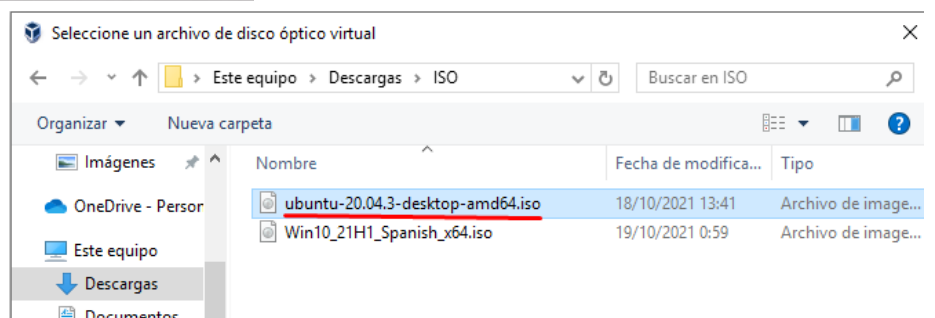 Seleccione un archivo de disco óptico virtual
Este equipo > Descargas > ISO
Buscar en ISO
Organizar
Nueva carpeta
Imágenes
OneDrive - Person
Este equipo
Descargas
Documentos
Nombre Fecha de modifica... Tipo
ubuntu-20.04.3-desktop-amd64.iso 18/10/2021 13:41 Archivo de image...
Win10_21H1_Spanish_x64.iso 19/10/2021 0:59 Archivo de image...